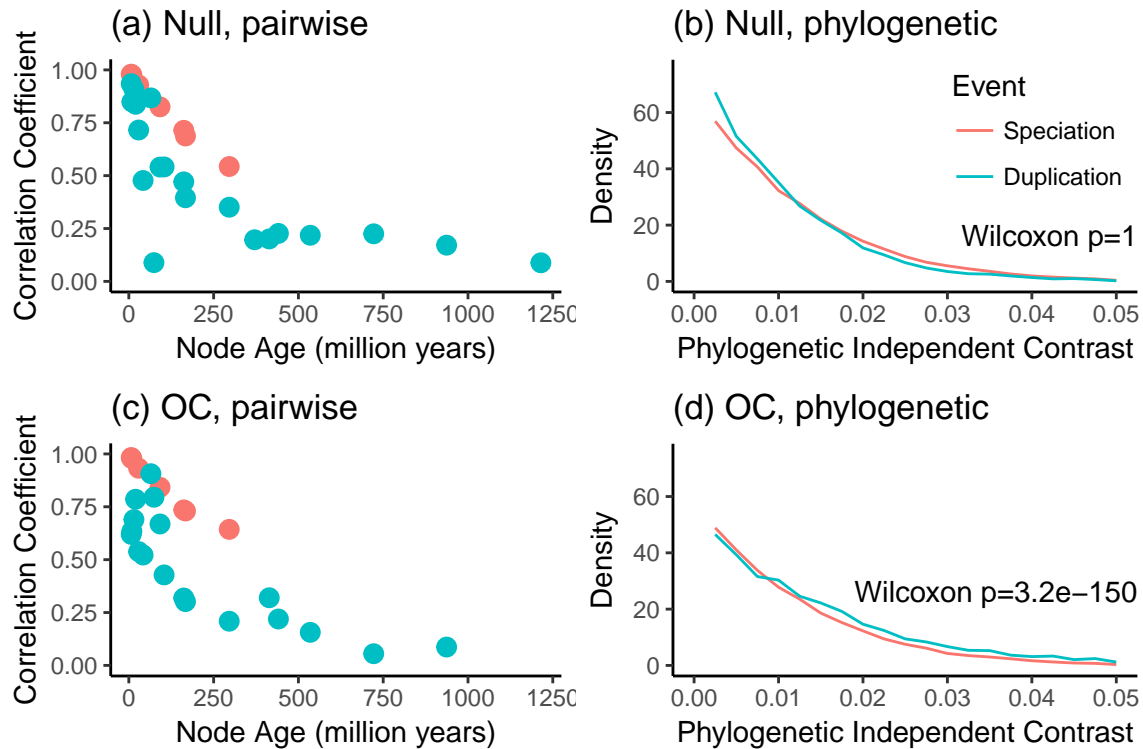 (a) Null, pairwise
Correlation Coefficient
1.00
0.75
0.50
0.25
0.00
0 250 500 750 1000 1250
Node Age (million years)
(b) Null, phylogenetic
Density
60
40
20
0
Event
Speciation
Duplication
Wilcoxon p=1
0.00 0.01 0.02 0.03 0.04 0.05
Phylogenetic Independent Contrast
(c) OC, pairwise
Correlation Coefficient
1.00
0.75
0.50
0.25
0.00
0 250 500 750 1000 1250
Node Age (million years)
(d) OC, phylogenetic
Density
60
40
20
0
Wilcoxon p=3.2e−150
0.00 0.01 0.02 0.03 0.04 0.05
Phylogenetic Independent Contrast